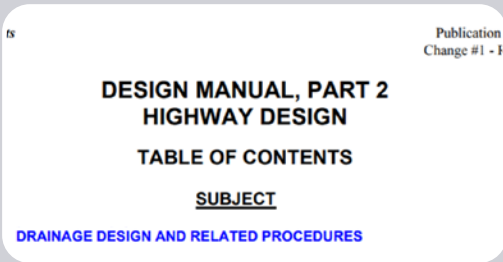 ts
Publication
Change #1 - H
DESIGN MANUAL, PART 2
HIGHWAY DESIGN
TABLE OF CONTENTS
SUBJECT
DRAINAGE DESIGN AND RELATED PROCEDURES